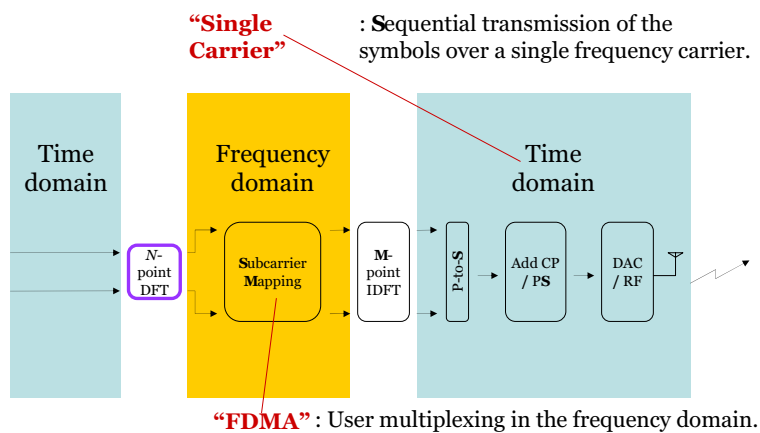 “Single
Carrier”
: Sequential transmission of the
symbols over a single frequency carrier.
Time
domain
Frequency
domain
Time
domain
N-
point
DFT
Subcarrier
Mapping
M-
point
IDFT
P-to-S
Add CP
/ PS
DAC
/ RF
“FDMA” : User multiplexing in the frequency domain.